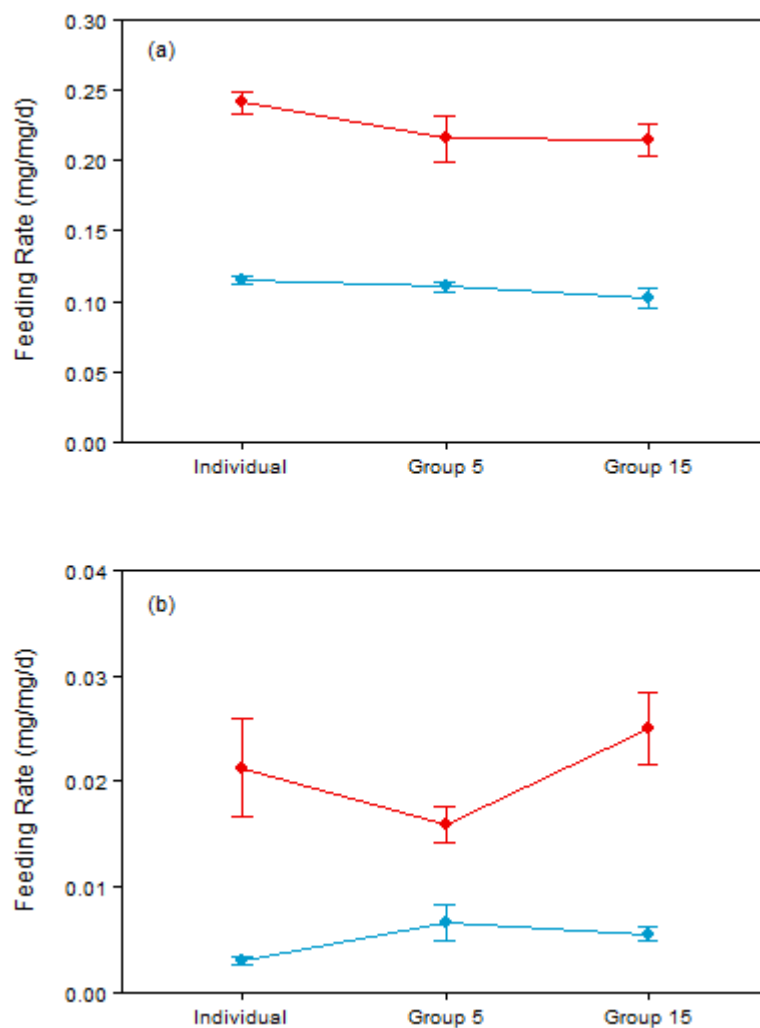 (a)
Feeding Rate (mg/mg/d)
0.30
0.25
0.20
0.15
0.10
0.05
0.00
Individual Group 5 Group 15
(b)
Feeding Rate (mg/mg/d)
0.04
0.03
0.02
0.01
0.00
Individual Group 5 Group 15